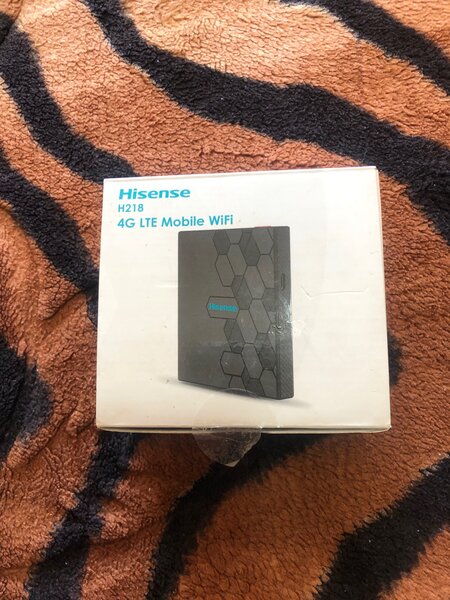 Hisense
H218
4G LTE Mobile WiFi
Hisense